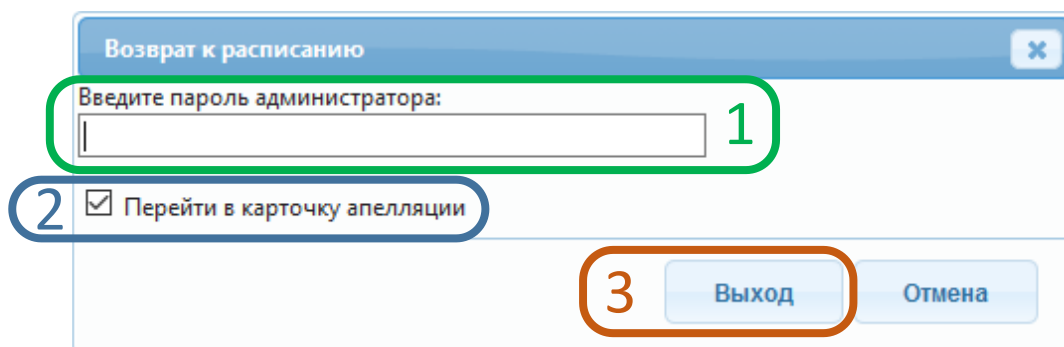 Возврат к расписанию
Введите пароль администратора:
1
2 Перейти в карточку апелляции
3 Выход Отмена